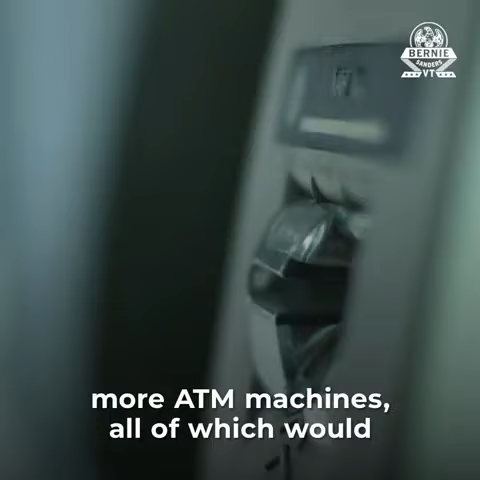 BERNIE
SANDERS
VT
more ATM machines,
all of which would